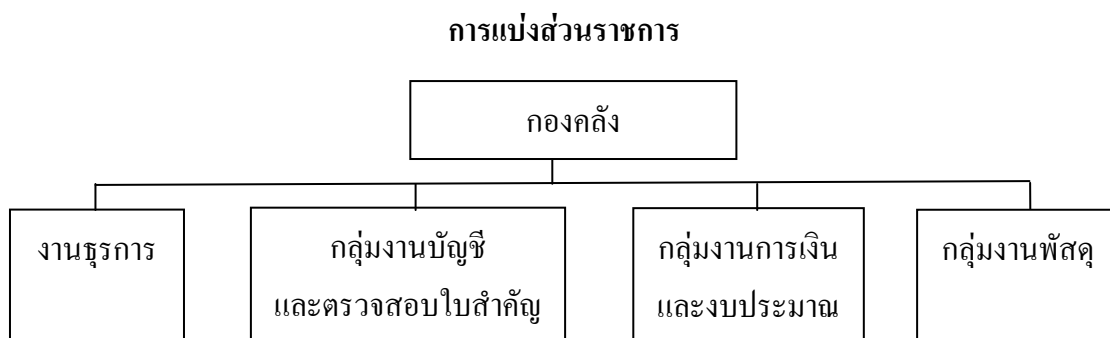 การแบ่งส่วนราชการ
กองคลัง
งานธุรการ
กลุ่มงานบัญชี
และตรวจสอบใบสำคัญ
กลุ่มงานการเงิน
และงบประมาณ
กลุ่มงานพัสดุ